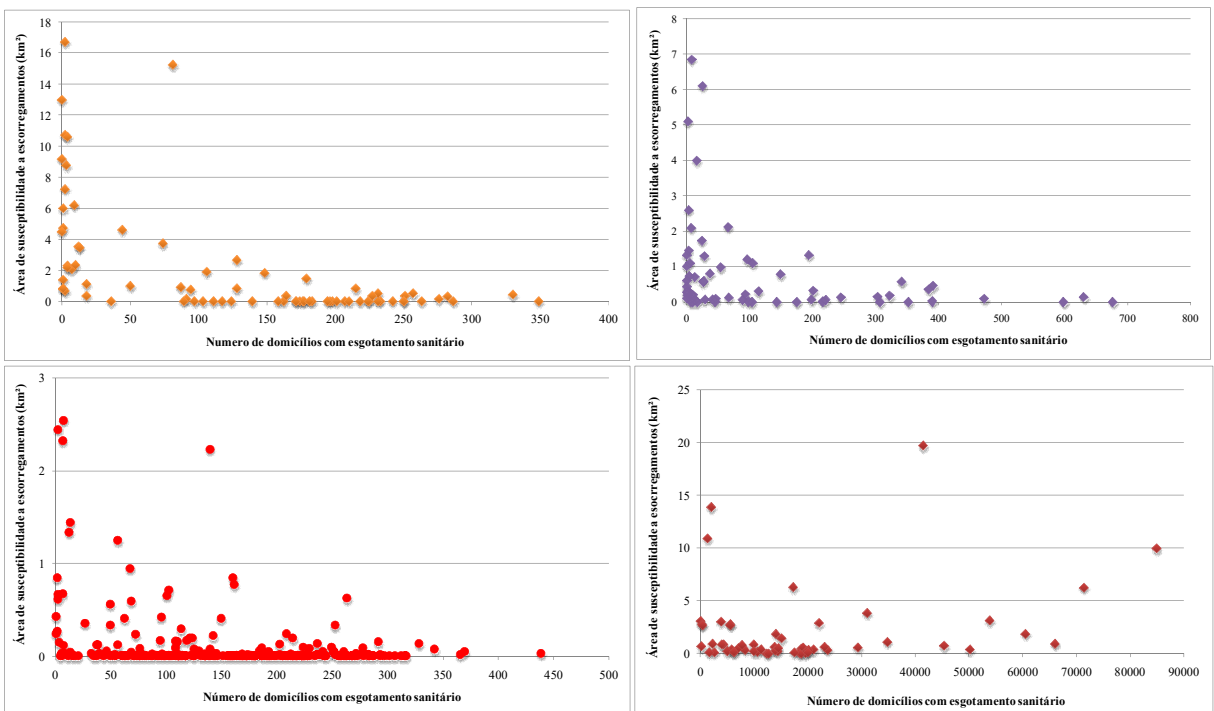 Área de susceptibilidade a escorregamentos (km²)
18
16
14
12
10
8
6
4
2
0
0 50 100 150 200 250 300 350 400
Numero de domicílios com esgotamento sanitário
Área de susceptibilidade a escorregamentos (km²)
8
7
6
5
4
3
2
1
0
0 100 200 300 400 500 600 700 800
Número de domicílios com esgotamento sanitário
Área de susceptibilidade a escorregamentos (km²)
3
2
1
0
0 50 100 150 200 250 300 350 400 450 500
Número de domicílios com esgotamento sanitário
Área de susceptibilidade a esocrregamentos (km²)
25
20
15
10
5
0
0 10000 20000 30000 40000 50000 60000 70000 80000 90000
Número de domicílios com esgotamento sanitário